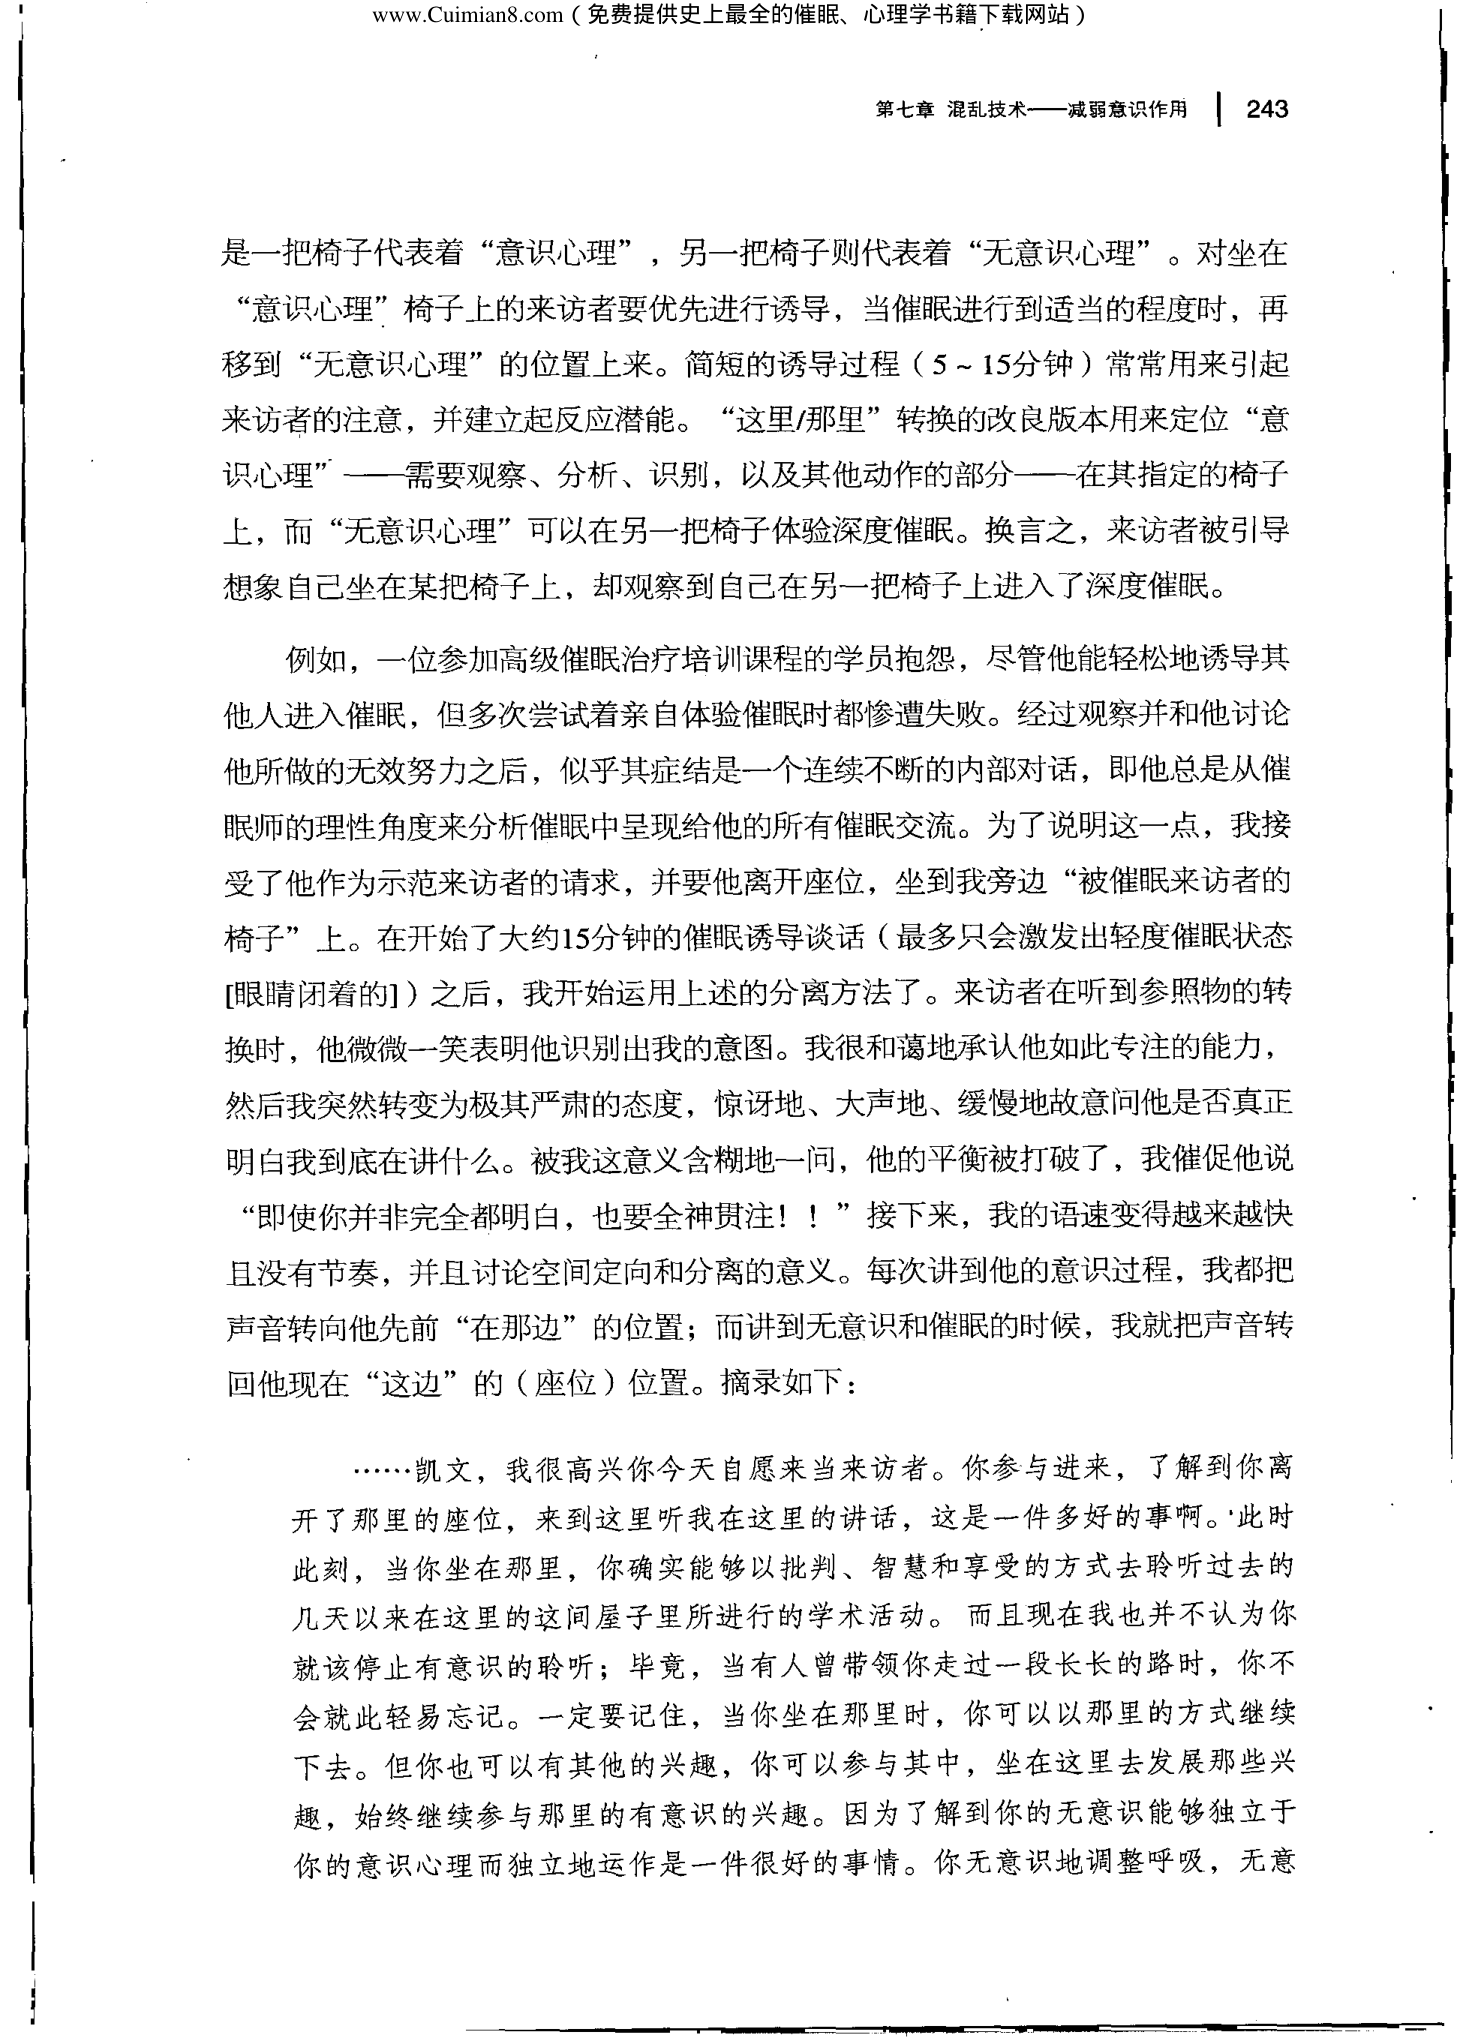 www.Cuimian8.com（免费提供史上最全的催眠、心理学书籍下载网站）
第七章 混乱技术——减弱意识作用 243
是一把椅子代表着“意识心理”，另一把椅子则代表着“无意识心理”。对坐在
“意识心理”椅子上的来访者要优先进行诱导，当催眠进行到适当的程度时，再
移到“无意识心理”的位置上来。简短的诱导过程（5～15分钟）常常用来引起
来访者的注意，并建立起反应潜能。“这里/那里”转换的改良版本用来定位“意
识心理”——需要观察、分析、识别，以及其他动作的部分——在其指定的椅子
上，而“无意识心理”可以在另一把椅子体验深度催眠。换言之，来访者被引导
想象自己坐在某把椅子上，却观察到自己在另一把椅子上进入了深度催眠。
例如，一位参加高级催眠治疗培训课程的学员抱怨，尽管他能轻松地诱导其
他人进入催眠，但多次尝试着亲自体验催眠时都惨遭失败。经过观察并和他讨论
他所做的无效努力之后，似乎其症结是一个连续不断的内部对话，即他总是从催
眠师的理性角度来分析催眠中呈现给他的所有催眠交流。为了说明这一点，我接
受了他作为示范来访者的请求，并要他离开座位，坐到我旁边“被催眠来访者的
椅子”上。在开始了大约15分钟的催眠诱导谈话（最多只会激发出轻度催眠状态
[眼睛闭着的]）之后，我开始运用上述的分离方法了。来访者在听到参照物的转
换时，他微微一笑表明他识别出我的意图。我很和蔼地承认他如此专注的能力，
然后我突然转变为极其严肃的态度，惊讶地、大声地、缓慢地故意问他是否真正
明白我到底在讲什么。被我这意义含糊地一问，他的平衡被打破了，我催促他说
“即使你并非完全都明白，也要全神贯注！！”接下来，我的语速变得越来越快
且没有节奏，并且讨论空间定向和分离的意义。每次讲到他的意识过程，我都把
声音转向他先前“在那边”的位置；而讲到无意识和催眠的时候，我就把声音转
回他现在“这边”的（座位）位置。摘录如下：
……凯文，我很高兴你今天自愿来当来访者。你参与进来，了解到你离
开了那里的座位，来到这里听我在这里的讲话，这是一件多好的事啊。此时
此刻，当你坐在那里，你确实能够以批判、智慧和享受的方式去聆听过去的
几天以来在这里的这间屋子里所进行的学术活动。而且现在我也并不认为你
就该停止有意识的聆听；毕竟，当有人曾带领你走过一段长长的路时，你不
会就此轻易忘记。一定要记住，当你坐在那里时，你可以以那里的方式继续
下去。但你也可以有其他的兴趣，你可以参与其中，坐在这里去发展那些兴
趣，始终继续参与那里的有意识的兴趣。因为了解到你的无意识能够独立于
你的意识心理而独立地运作是一件很好的事情。你无意识地调整呼吸，无意